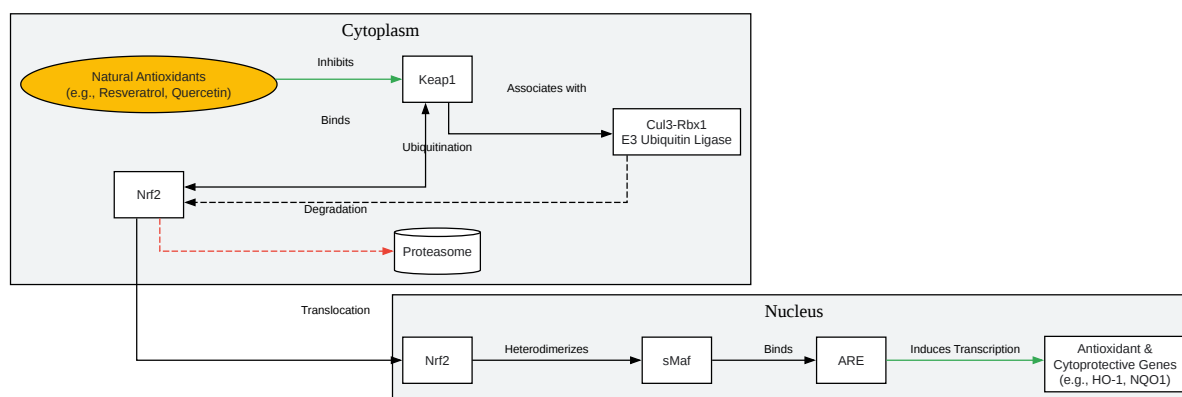 Cytoplasm
Natural Antioxidants
(e.g., Resveratrol, Quercetin)
Inhibits
Keap1
Associates with
Binds
Cul3-Rbx1
E3 Ubiquitin Ligase
Ubiquitination
Nrf2
Degradation
Proteasome
Translocation
Nucleus
Nrf2
Heterodimerizes
sMaf
Binds
ARE
Induces Transcription
Antioxidant &
Cytoprotective Genes
(e.g., HO-1, NQO1)